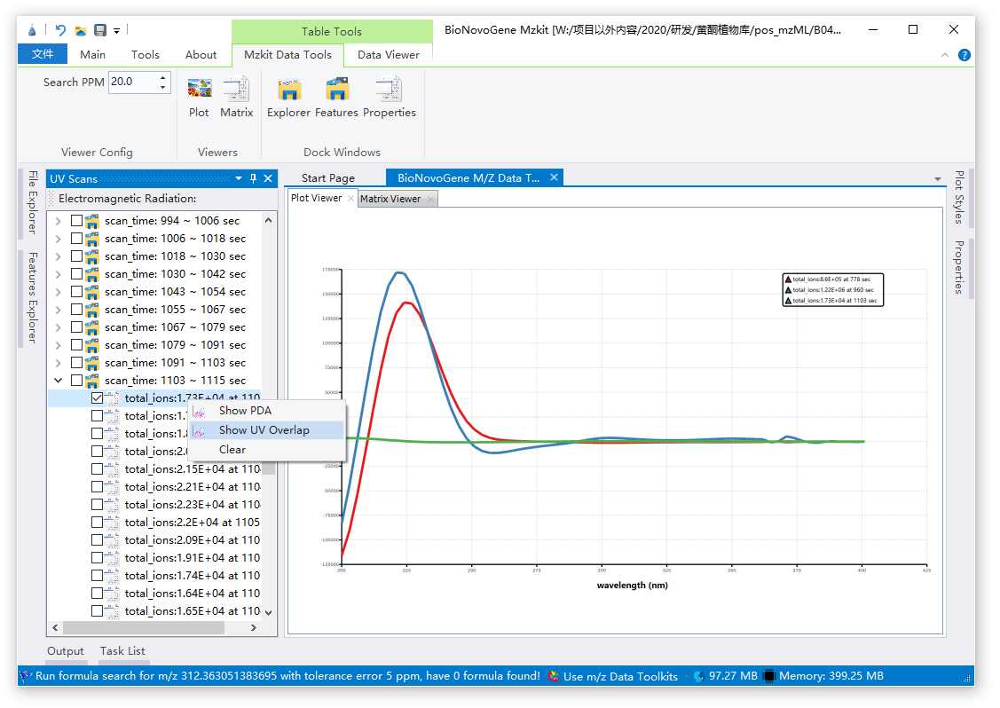 Table Tools
BioNovoGene Mzkit [W:/项目以外内容/2020/研发/黄酮植物库/pos_mzML/B04...
文件 Main Tools About Mzkit Data Tools Data Viewer
Search PPM 20.0
Plot Matrix Explorer Features Properties
Viewer Config Viewers Dock Windows
File Explorer
Features Explorer
UV Scans
Electromagnetic Radiation:
scan_time: 994 ~ 1006 sec
scan_time: 1006 ~ 1018 sec
scan_time: 1018 ~ 1030 sec
scan_time: 1030 ~ 1042 sec
scan_time: 1043 ~ 1054 sec
scan_time: 1055 ~ 1067 sec
scan_time: 1067 ~ 1079 sec
scan_time: 1079 ~ 1091 sec
scan_time: 1091 ~ 1103 sec
scan_time: 1103 ~ 1115 sec
total_ions:1.73E+04 at 110
total_ions:1.
total_ions:1.
total_ions:2.
total_ions:2.15E+04 at 110
total_ions:2.21E+04 at 110
total_ions:2.23E+04 at 110
total_ions:2.2E+04 at 1105
total_ions:2.09E+04 at 110
total_ions:1.91E+04 at 110
total_ions:1.74E+04 at 110
total_ions:1.64E+04 at 110
total_ions:1.65E+04 at 110
Show PDA
Show UV Overlap
Clear
Start Page BioNovoGene M/Z Data T...
Plot Viewer Matrix Viewer
175000
150000
125000
100000
75000
50000
-25000
-50000
-75000
-100000
-125000
200 225 250 275 300 325 350 375 400 425
wavelength (nm)
total_ions:8.6E+05 at 778 sec
total_ions:1.22E+06 at 960 sec
total_ions:1.73E+04 at 1103 sec
Plot Styles
Properties
Output Task List
Run formula search for m/z 312.363051383695 with tolerance error 5 ppm, have 0 formula found! Use m/z Data Toolkits 97.27 MB Memory: 399.25 MB